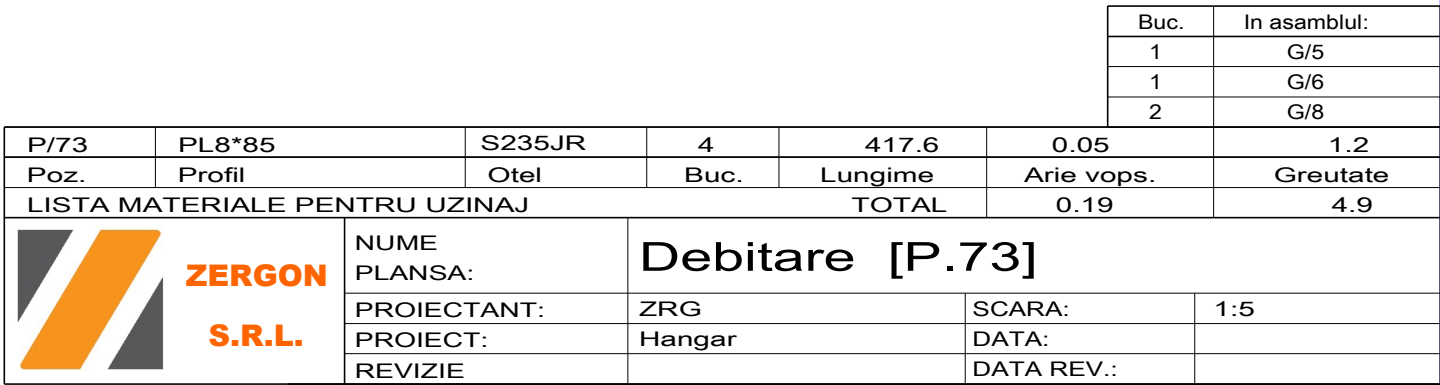 Buc. In asamblul:
1 G/5
1 G/6
2 G/8
P/73 PL8*85 S235JR 4 417.6 0.05 1.2
Poz. Profil Otel Buc. Lungime Arie vops. Greutate
LISTA MATERIALE PENTRU UZINAJ TOTAL 0.19 4.9
ZERGON
S.R.L.
NUME
PLANSA:
Debitare [P.73]
PROIECTANT: ZRG SCARA: 1:5
PROIECT: Hangar DATA:
REVIZIE DATA REV.: